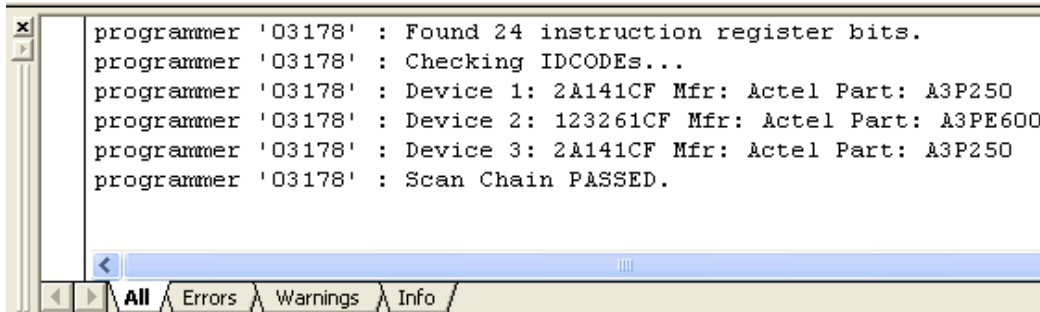 programmer '03178' : Found 24 instruction register bits.
programmer '03178' : Checking IDCODEs...
programmer '03178' : Device 1: 2A141CF Mfr: Actel Part: A3P250
programmer '03178' : Device 2: 123261CF Mfr: Actel Part: A3PE600
programmer '03178' : Device 3: 2A141CF Mfr: Actel Part: A3P250
programmer '03178' : Scan Chain PASSED.
All Errors Warnings Info